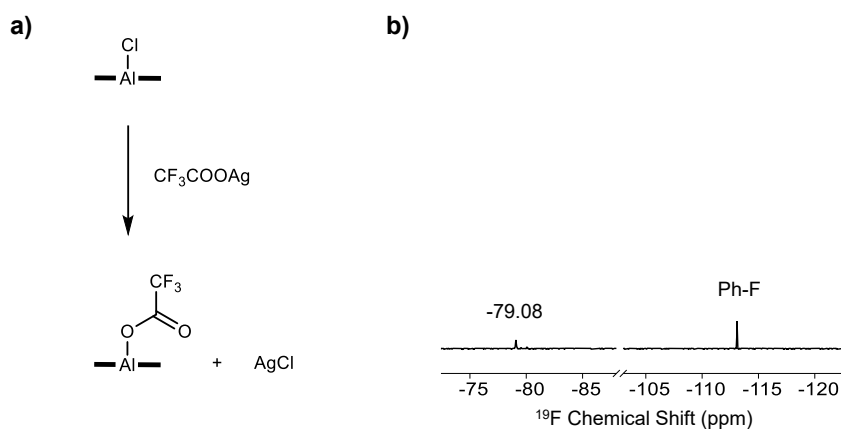 a)
Cl
Al
CF₃COOAg
CF₃
O
O
Al
+ AgCl
b)
Ph-F
-79.08
-75 -80 -85 -105 -110 -115 -120
¹⁹F Chemical Shift (ppm)